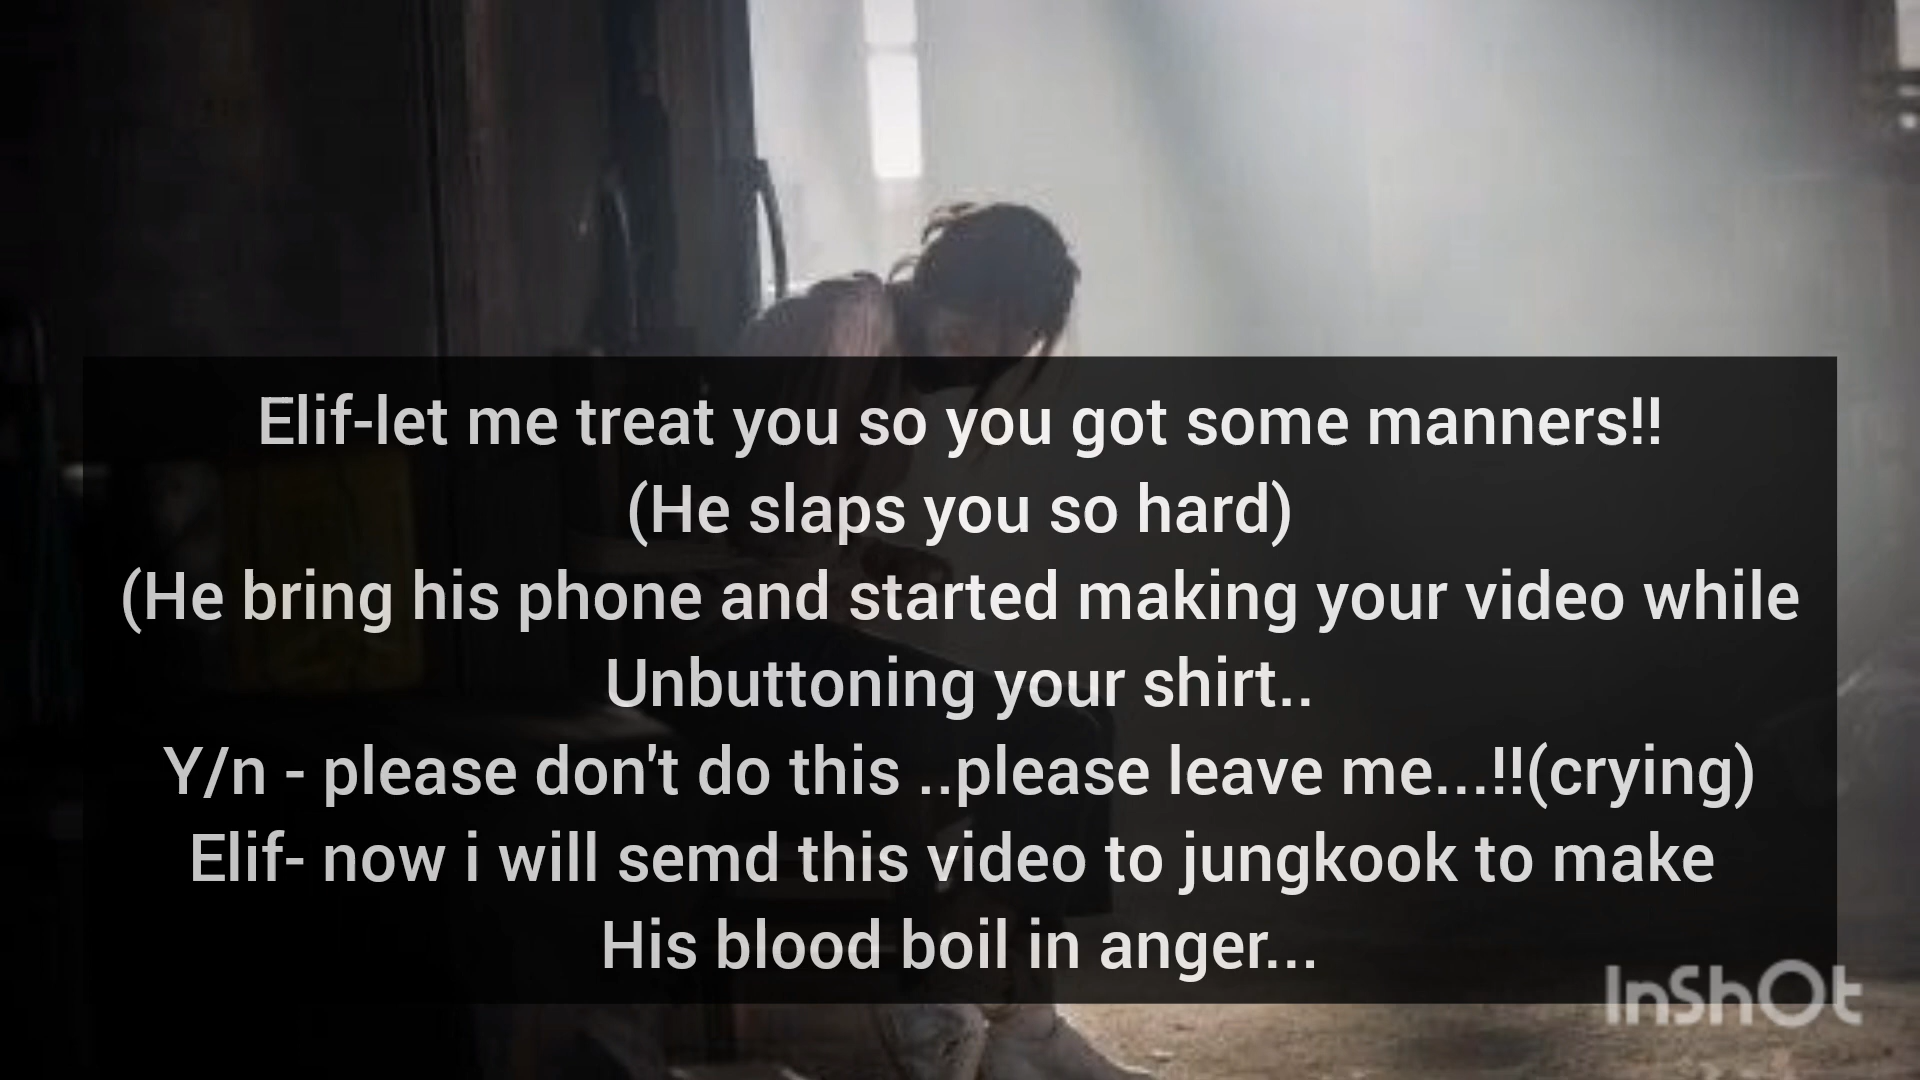 Elif-let me treat you so you got some manners!!
(He slaps you so hard)
(He bring his phone and started making your video while
Unbuttoning your shirt..
Y/n - please don't do this ..please leave me...!!(crying)
Elif- now i will semd this video to jungkook to make
His blood boil in anger...
InShOt